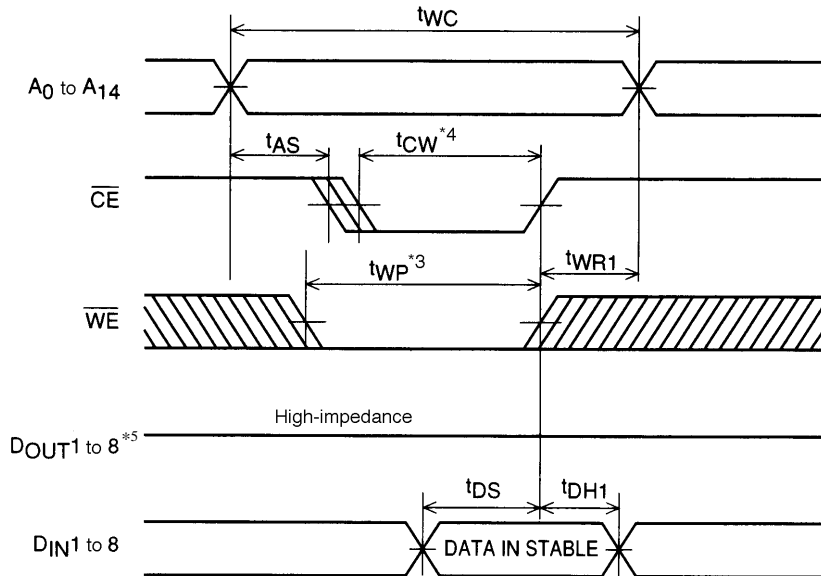 tWC
A0 to A14
tAS
tCW*4
CE
tWP*3
tWR1
WE
High-impedance
DOUT1 to 8*5
tDS
tDH1
DIN1 to 8
DATA IN STABLE